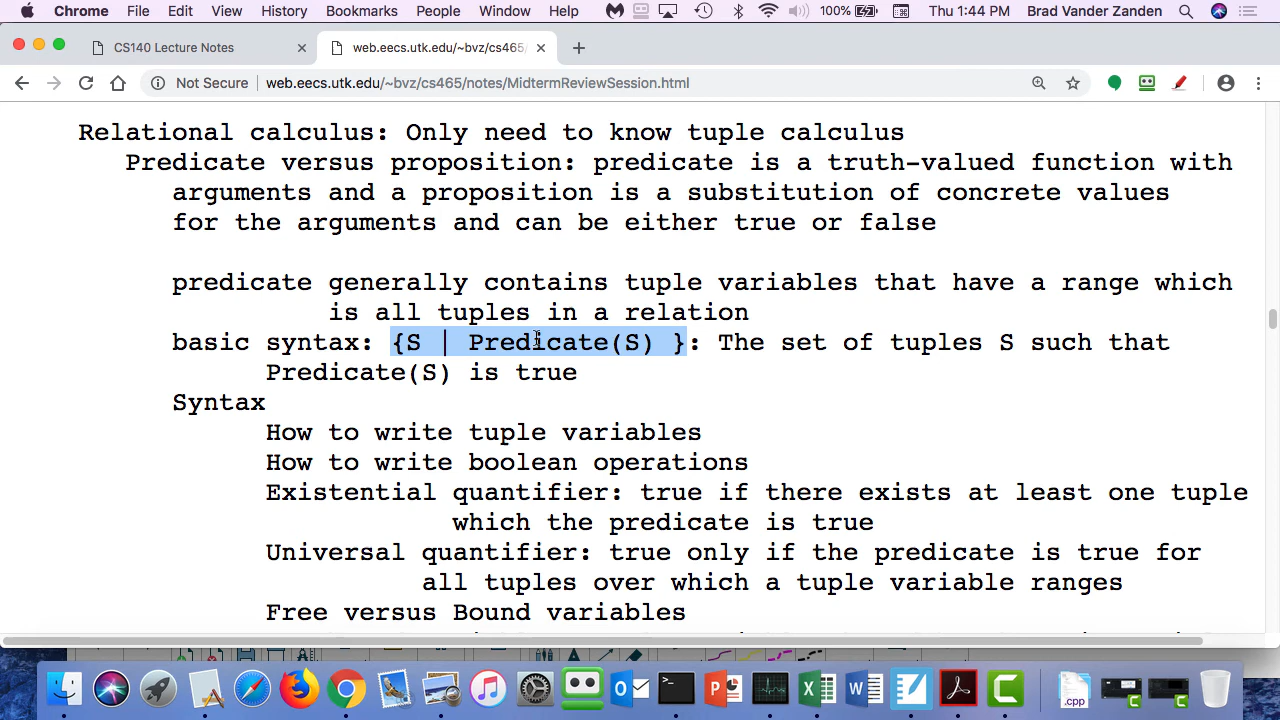 Chrome File Edit View History Bookmarks People Window Help 100% Thu 1:44 PM Brad Vander Zanden
CS140 Lecture Notes web.eecs.utk.edu/~bvz/cs465/
Not Secure web.eecs.utk.edu/~bvz/cs465/notes/MidtermReviewSession.html
Relational calculus: Only need to know tuple calculus
Predicate versus proposition: predicate is a truth-valued function with
arguments and a proposition is a substitution of concrete values
for the arguments and can be either true or false
predicate generally contains tuple variables that have a range which
is all tuples in a relation
basic syntax: {S | Predicate(S) }: The set of tuples S such that
Predicate(S) is true
Syntax
How to write tuple variables
How to write boolean operations
Existential quantifier: true if there exists at least one tuple
which the predicate is true
Universal quantifier: true only if the predicate is true for
all tuples over which a tuple variable ranges
Free versus Bound variables
.cpp